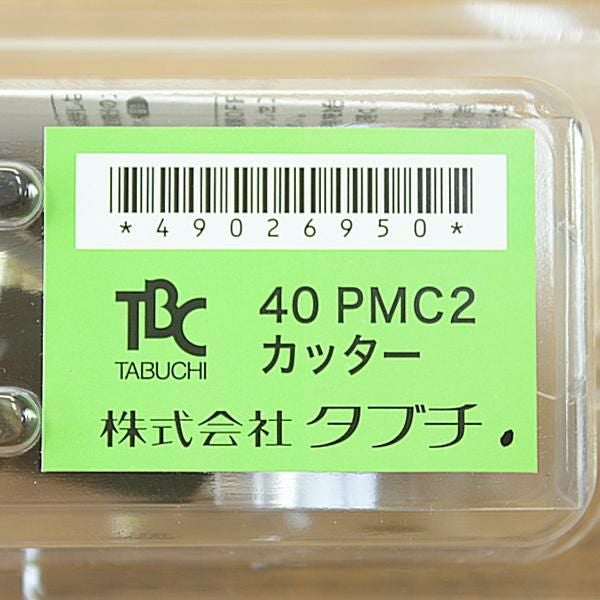 *49026950*
TBC
TABUCHI
40 PMC2
カッター
株式会社 タブチ